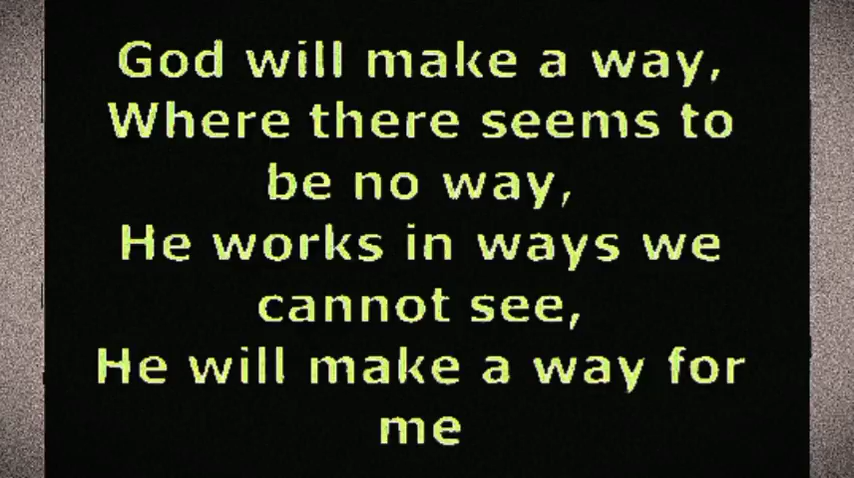 God will make a way,
Where there seems to
be no way,
He works in ways we
cannot see,
He will make a way for
me